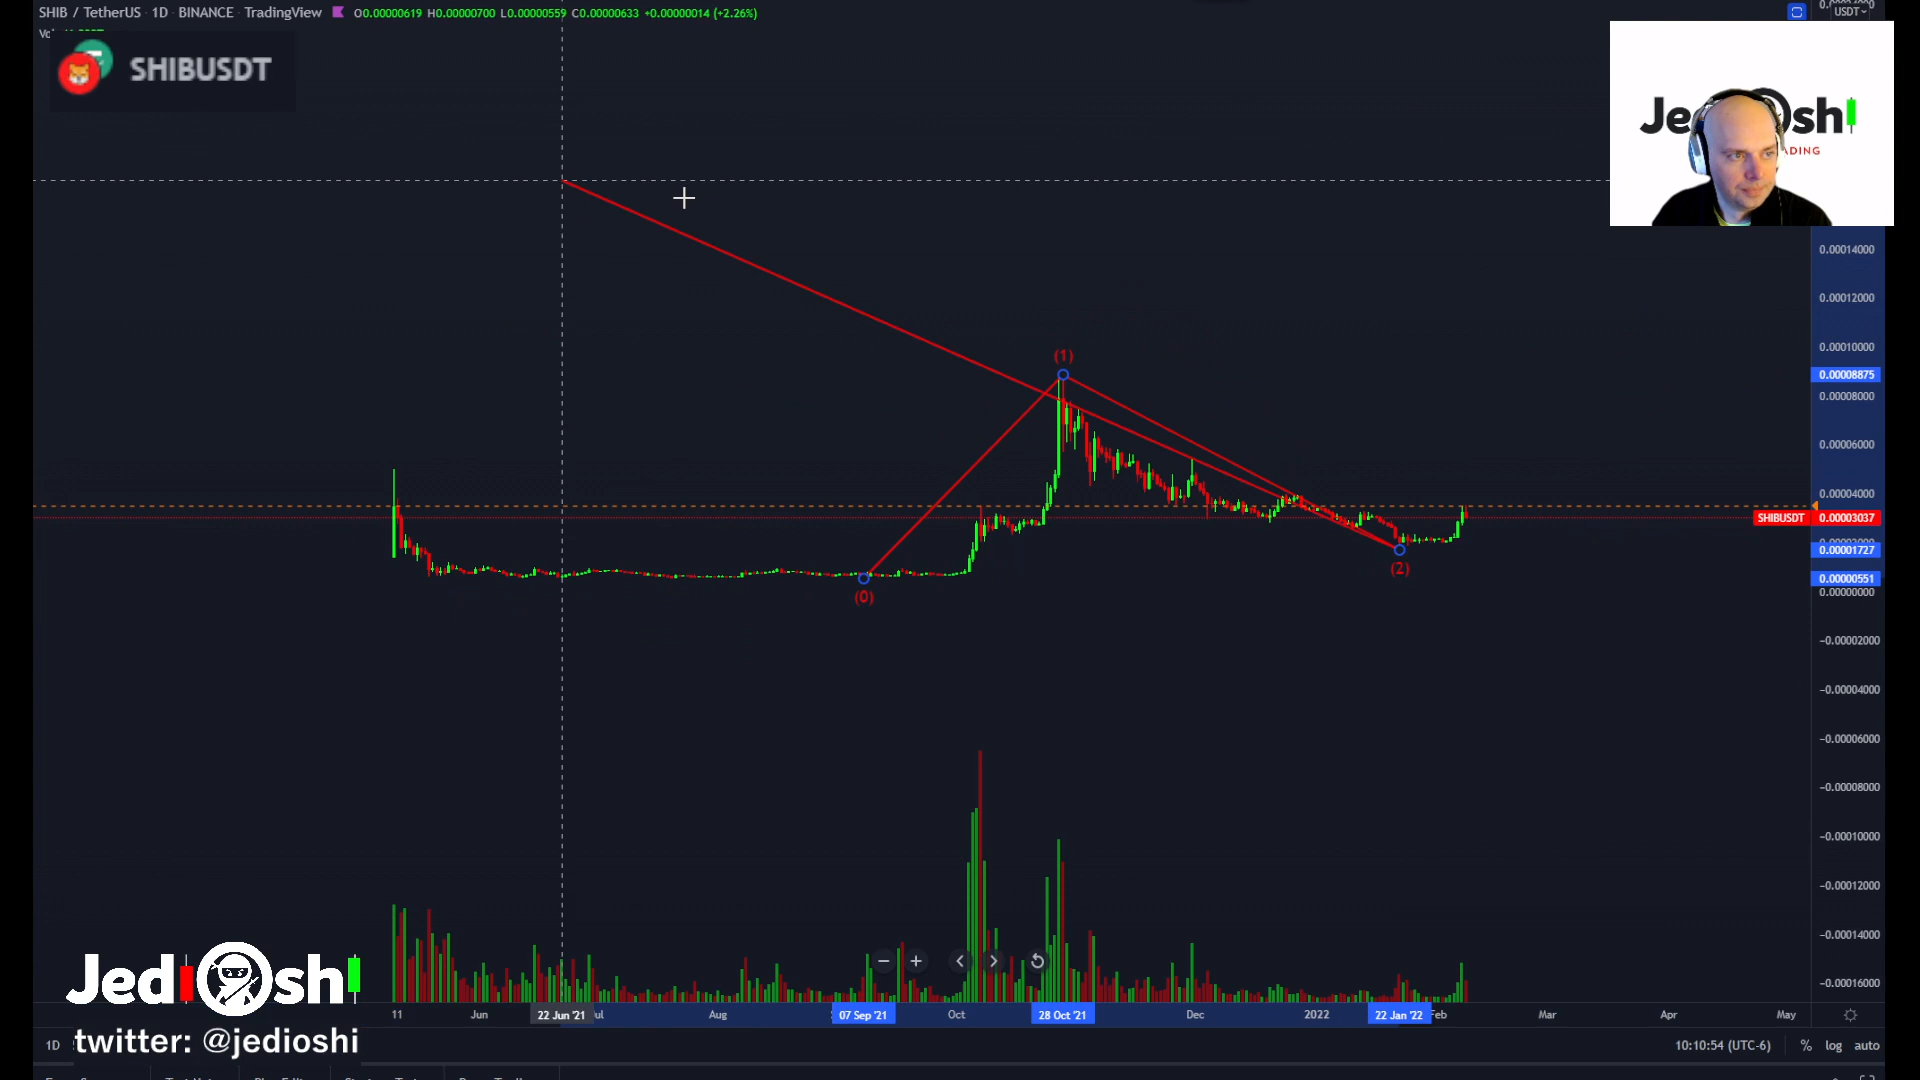 SHIB / TetherUS 1D BINANCE TradingView O0.00000619 H0.00000700 L0.00000559 C0.00000633 +0.00000014 (+2.26%)
USDT
SHIBUSDT
JedIOshI
(1)
(0)
(2)
0.00014000
0.00012000
0.00010000
0.00008875
0.00008000
0.00006000
0.00004000
SHIBUSDT 0.00003037
0.00001727
0.00000551
0.00000000
-0.00002000
-0.00004000
-0.00006000
-0.00008000
-0.00010000
-0.00012000
-0.00014000
-0.00016000
JedIOshI
11 Jun 22 Jun '21 Aug 07 Sep '21 Oct 28 Oct '21 Dec 2022 22 Jan '22 Feb Mar Apr May
1D twitter: @jedioshi 10:10:54 (UTC-6) % log auto